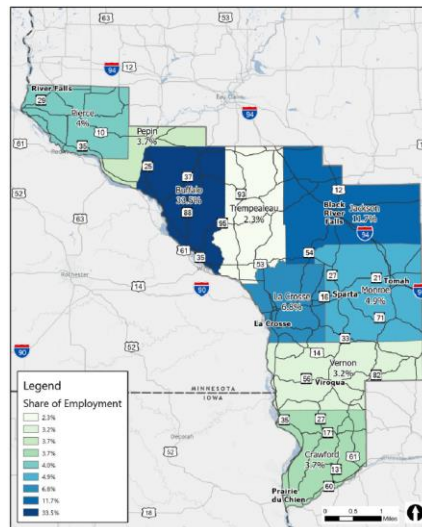 63
53
94
12
River Falls
29
Pierce
4%
63
10
35
61
Pepin
3.7%
25
37
Buffalo
33.5%
88
93
Trempealeau
2.3%
95
12
Black
River
Falls
Jackson
11.7%
94
54
52
63
61
35
53
14
90
27
21
Tomah
La Crosse
6.8%
16
Sparta
Monroe
4.9%
71
La Crosse
33
90
52
14
Vernon
3.2%
56
82
Viroqua
MINNESOTA
IOWA
Decorah
35
27
17
Crawford
3.7%
61
63
52
18
Prairie
du Chien
60
Legend
Share of Employment
2.3%
3.2%
3.7%
3.7%
4.0%
4.9%
6.8%
11.7%
33.5%
0 0.5 1
Miles